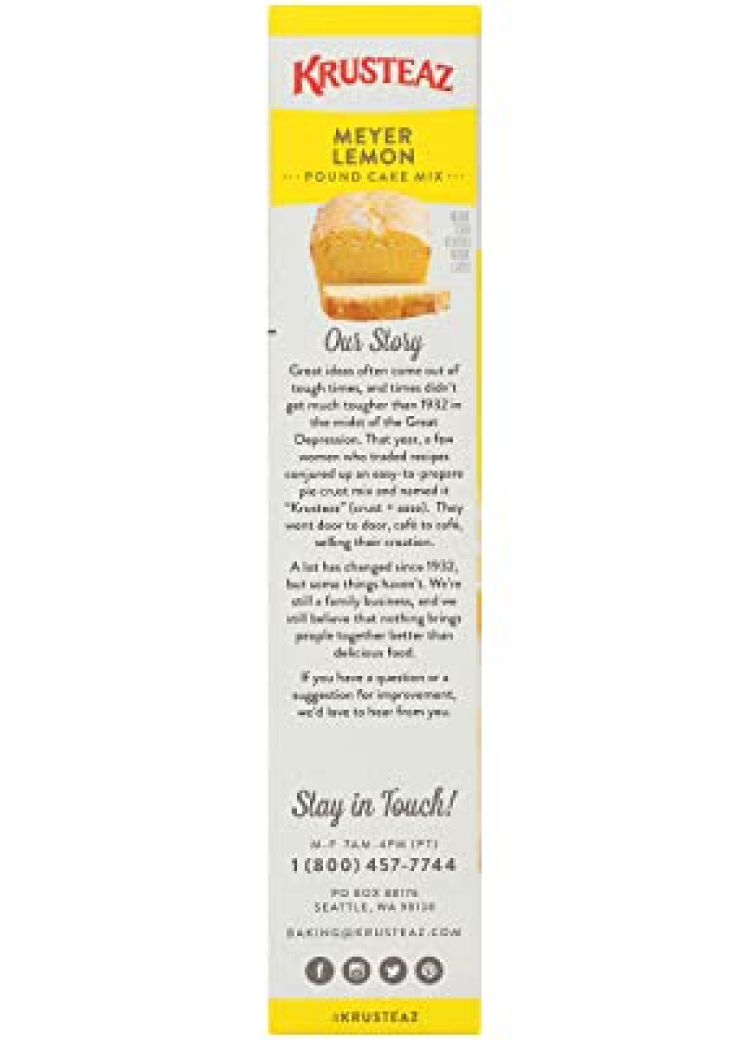 KRUSTEAZ
MEYER
LEMON
··· POUND CAKE MIX ···
Our Story
Great ideas often come out of
tough times, and times didn't
get much tougher than 1932 in
the midst of the Great
Depression. That year, a few
women who traded recipes
conjured up an easy-to-prepare
pie crust mix and named it
"Krusteaz" (crust + ease). They
went door to door, café to café,
selling their creation.
A lot has changed since 1932,
but some things haven't. We're
still a family business, and we
still believe that nothing brings
people together better than
delicious food.
If you have a question or a
suggestion for improvement,
we'd love to hear from you.
Stay in Touch!
M-F 7AM-4PM (PT)
1 (800) 457-7744
PO BOX
SEATTLE, WA
BAKING@KRUSTEAZ.COM
#KRUSTEAZ